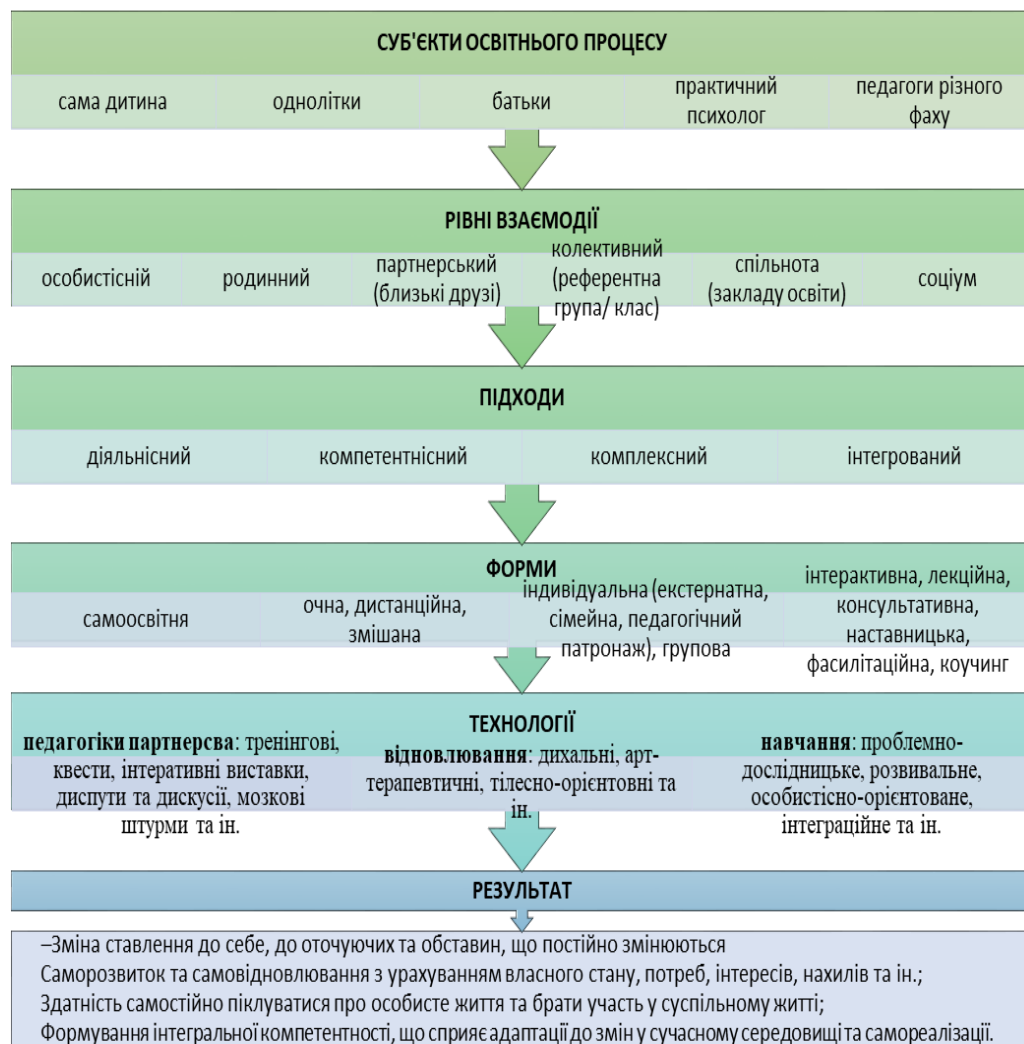 СУБ'ЄКТИ ОСВІТНЬОГО ПРОЦЕСУ
сама дитина
однолітки
батьки
практичний
психолог
педагоги різного
фаху
РІВНІ ВЗАЄМОДІЇ
особистісній
родинний
партнерський
(близькі друзі)
колективний
(референтна
група/ клас)
спільнота
(закладу освіти)
соціум
ПІДХОДИ
діяльнісний
компетентнісний
комплексний
інтегрований
ФОРМИ
самоосвітня
очна, дистанційна,
змішана
індивідуальна (екстернатна,
сімейна, педагогічний
патронаж), групова
інтерактивна, лекційна,
консультативна,
наставницька,
фасилітаційна, коучинг
ТЕХНОЛОГІЇ
педагогіки партнерсва: тренінгові,
квести, інтеративні виставки,
диспути та дискусії, мозкові
штурми та ін.
відновлювання: дихальні, арт-
терапевтичні, тілесно-орієнтовні та
ін.
навчання: проблемно-
дослідницьке, розвивальне,
особистісно-орієнтоване,
інтеграційне та ін.
РЕЗУЛЬТАТ
–Зміна ставлення до себе, до оточуючих та обставин, що постійно змінюються
Саморозвиток та самовідновлювання з урахуванням власного стану, потреб, інтересів, нахилів та ін.;
Здатність самостійно піклуватися про особисте життя та брати участь у суспільному житті;
Формування інтегральної компетентності, що сприяє адаптації до змін у сучасному середовищі та самореалізації.